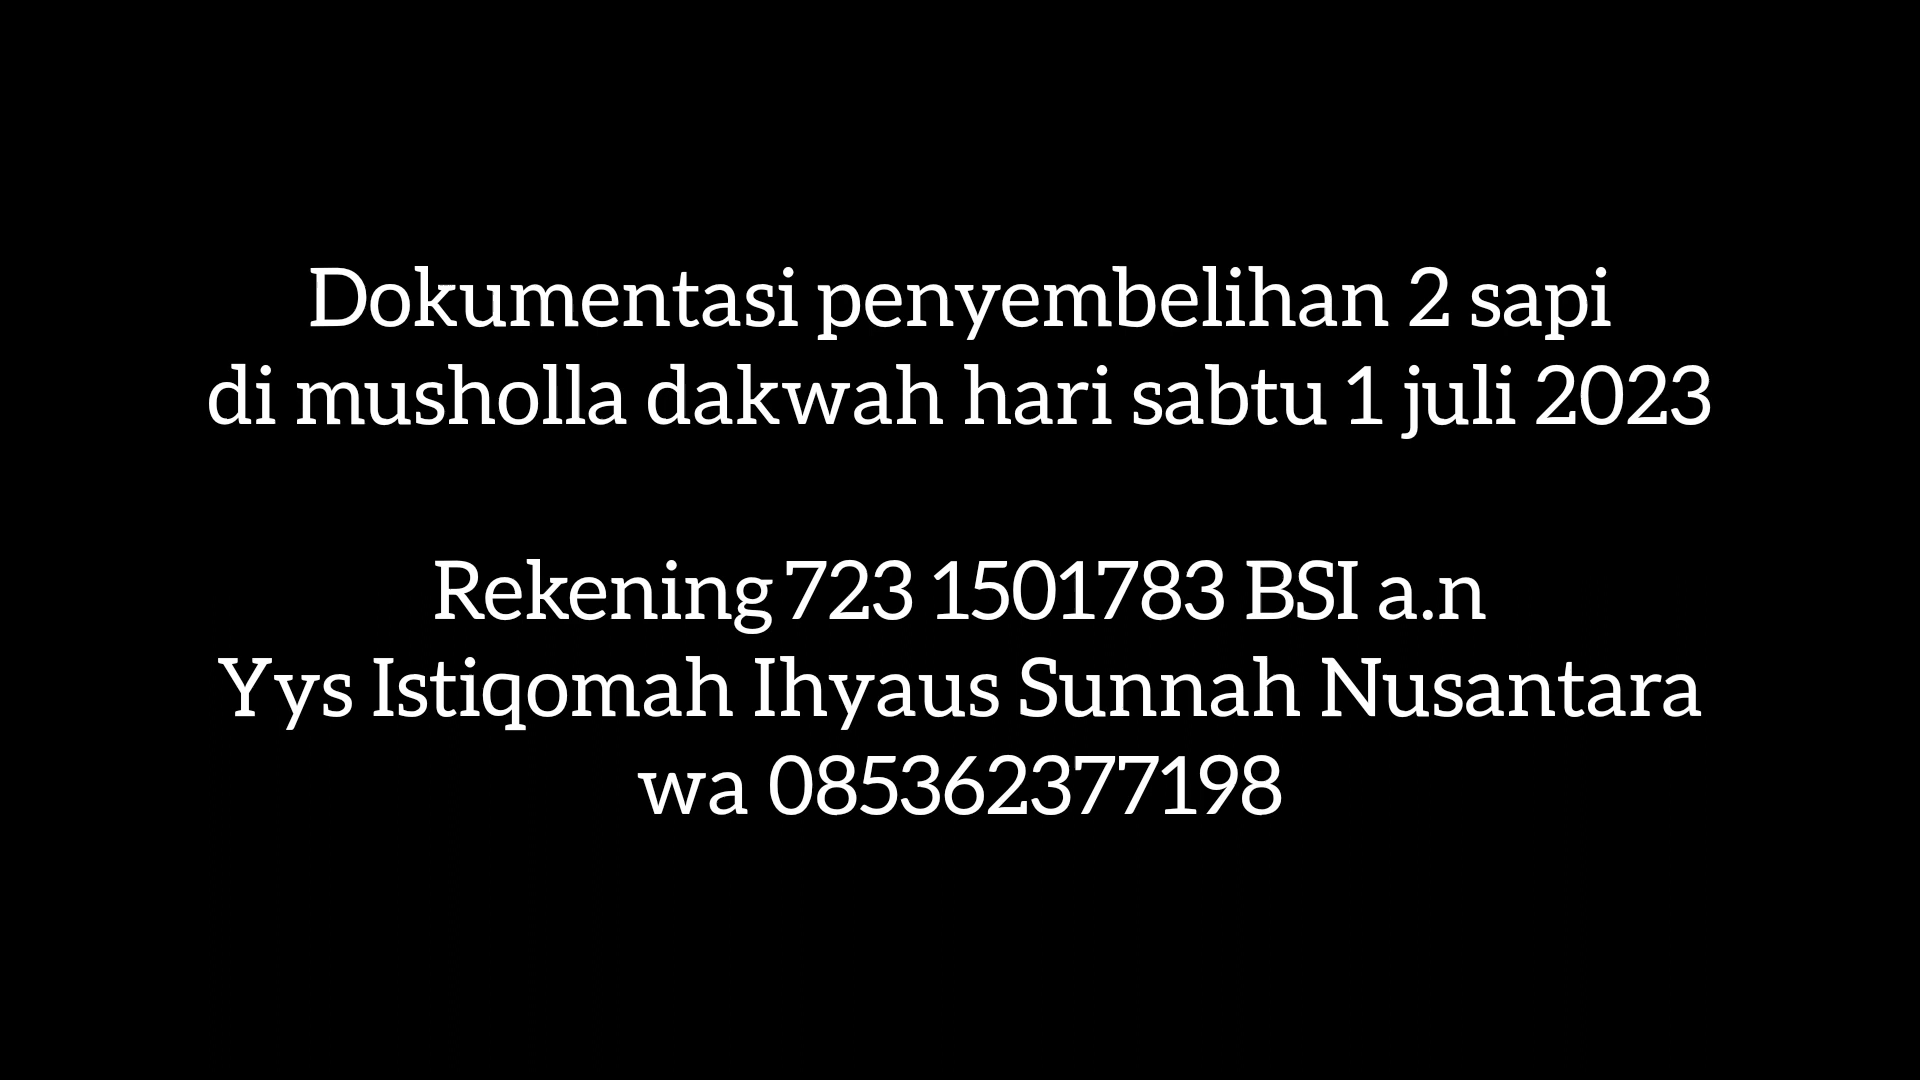 Dokumentasi penyembelihan 2 sapi
di musholla dakwah hari sabtu 1 juli 2023
Rekening 723 1501783 BSI a.n
Yys Istiqomah Ihyaus Sunnah Nusantara
wa 085362377198